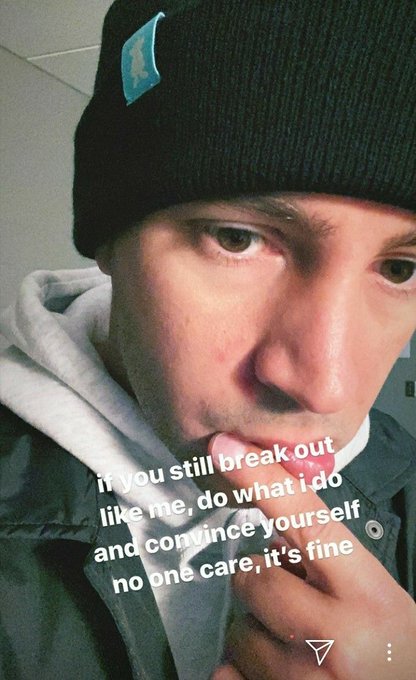 if you still break out
like me, do what i do
and convince yourself
no one care, it's fine